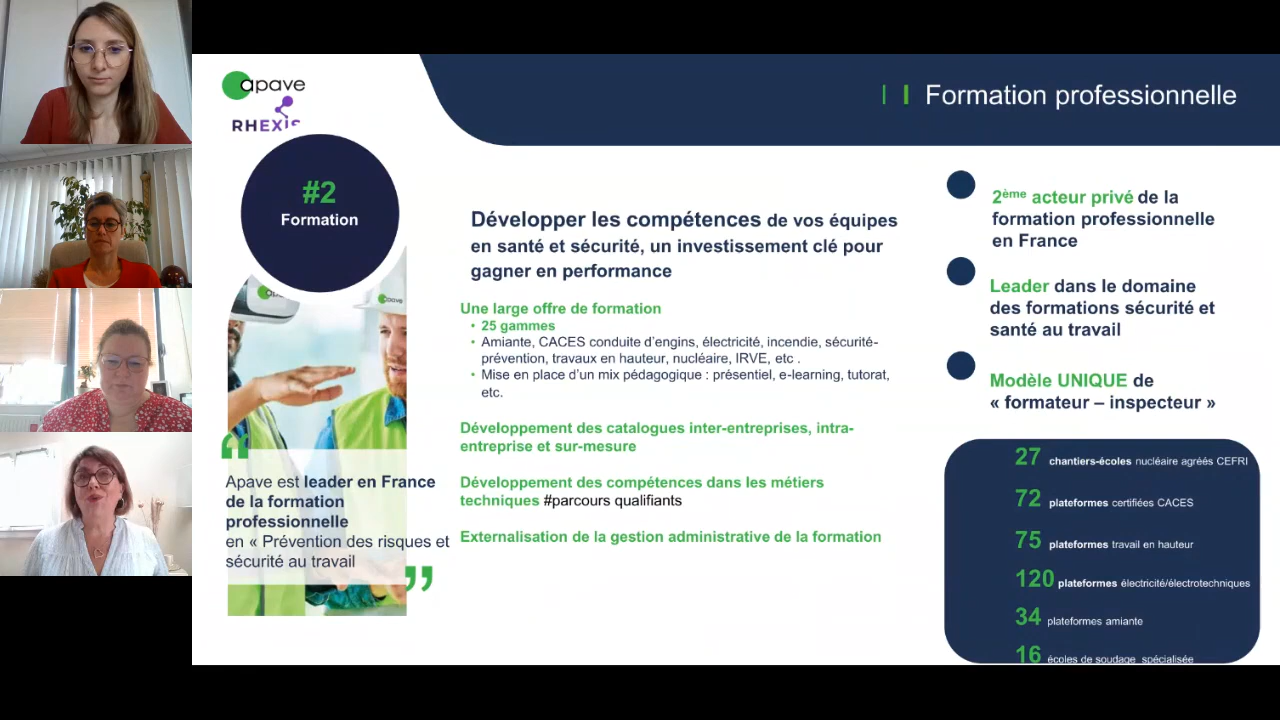 apave
RHEXIS
Formation professionnelle
#2
Formation
apave
Apave est leader en France
de la formation
professionnelle
en « Prévention des risques et
sécurité au travail
Développer les compétences de vos équipes
en santé et sécurité, un investissement clé pour
gagner en performance
Une large offre de formation
• 25 gammes
• Amiante, CACES conduite d'engins, électricité, incendie, sécurité-
prévention, travaux en hauteur, nucléaire, IRVE, etc .
• Mise en place d'un mix pédagogique : présentiel, e-learning, tutorat,
etc.
Développement des catalogues inter-entreprises, intra-
entreprise et sur-mesure
Développement des compétences dans les métiers
techniques #parcours qualifiants
Externalisation de la gestion administrative de la formation
2ème acteur privé de la
formation professionnelle
en France
Leader dans le domaine
des formations sécurité et
santé au travail
Modèle UNIQUE de
« formateur – inspecteur »
27 chantiers-écoles nucléaire agréés CEFRI
72 plateformes certifiées CACES
75 plateformes travail en hauteur
120 plateformes électricité/électrotechniques
34 plateformes amiante
16 écoles de soudage spécialisée